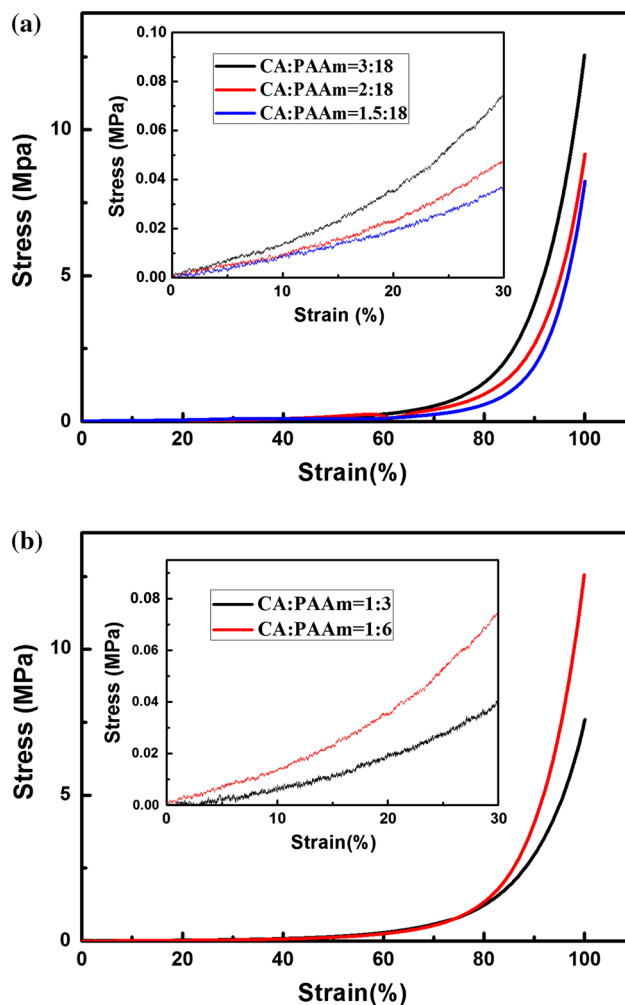 (a)
Stress (Mpa)
10
5
0
0 20 40 60 80 100
Strain(%)
Stress (MPa)
0.10
0.08
0.06
0.04
0.02
0.00
0 10 20 30
Strain (%)
CA:PAAm=3:18
CA:PAAm=2:18
CA:PAAm=1.5:18
(b)
Stress (MPa)
10
5
0
0 20 40 60 80 100
Strain(%)
Stress (MPa)
0.08
0.06
0.04
0.02
0.00
0 10 20 30
Strain(%)
CA:PAAm=1:3
CA:PAAm=1:6